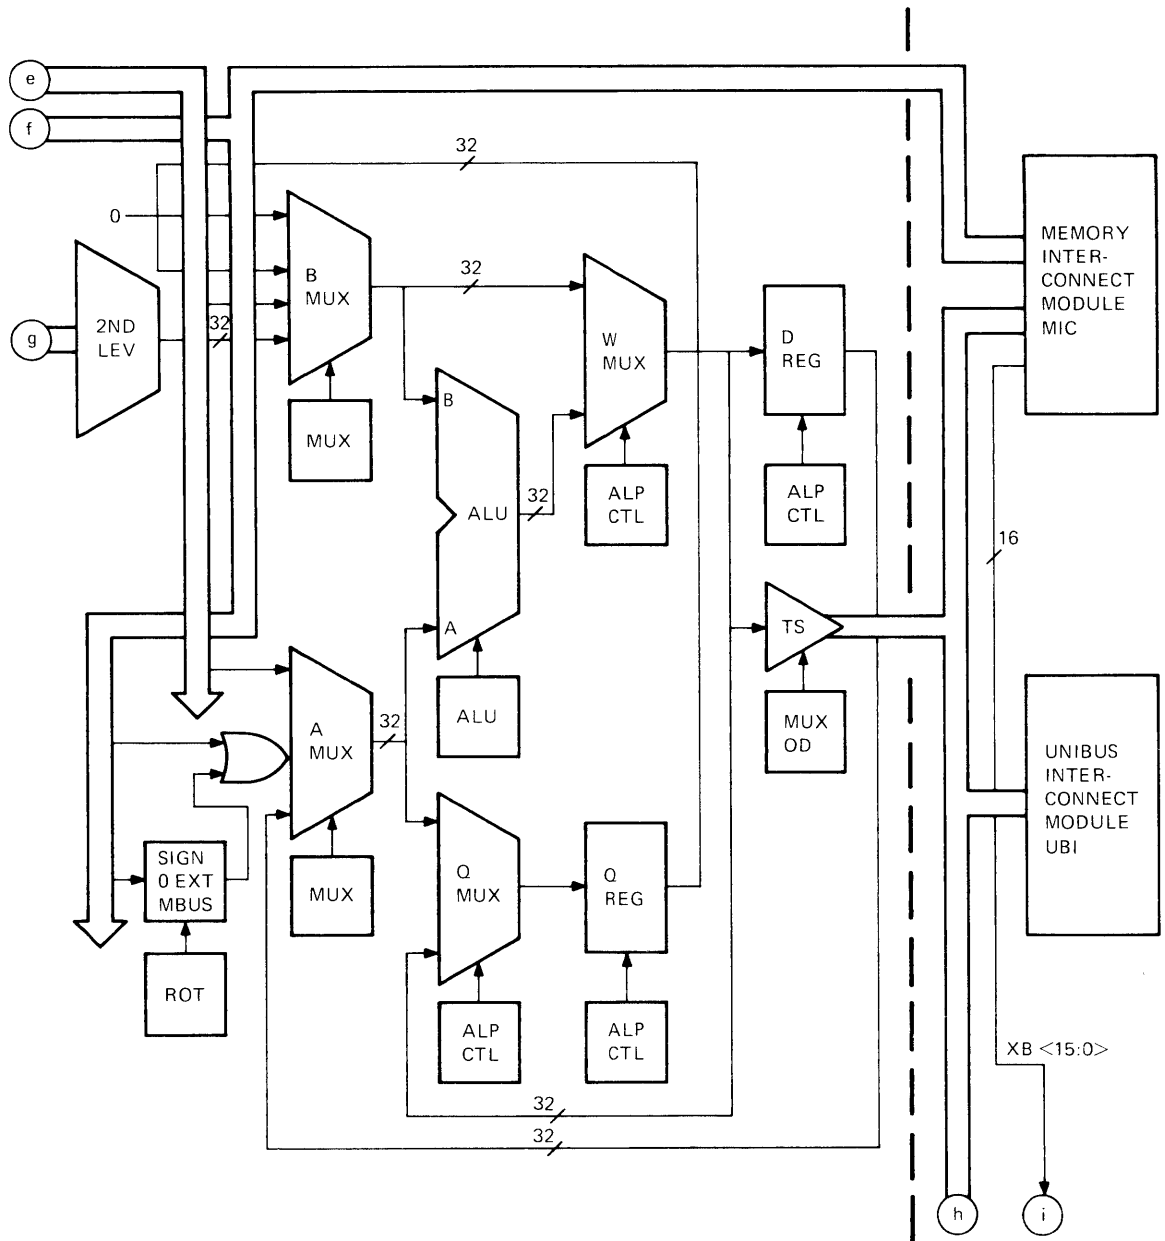 e
f
32
0
B
MUX
MEMORY
INTER-
CONNECT
MODULE
MIC
g
2ND
LEV
32
32
W
MUX
D
REG
MUX
B
ALU
A
32
ALP
CTL
ALP
CTL
16
TS
ALU
A
MUX
32
MUX
OD
UNIBUS
INTER-
CONNECT
MODULE
UBI
SIGN
0 EXT
MBUS
MUX
Q
MUX
Q
REG
ROT
ALP
CTL
ALP
CTL
XB <15:0>
32
32
h
i